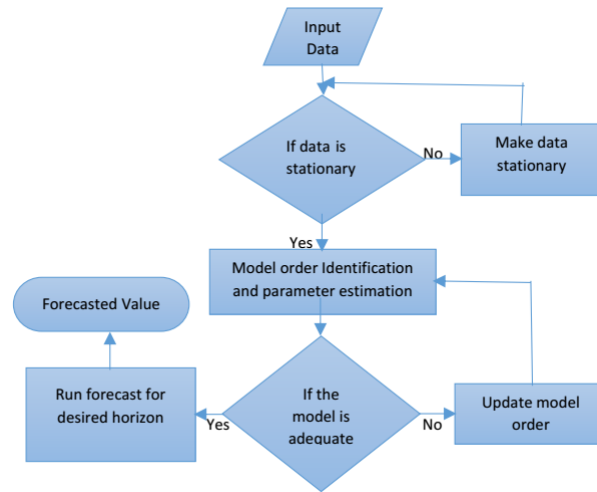 Input
Data
If data is
stationary
No
Make data
stationary
Yes
Model order Identification
and parameter estimation
Forecasted Value
Run forecast for
desired horizon
Yes
If the
model is
adequate
No
Update model
order